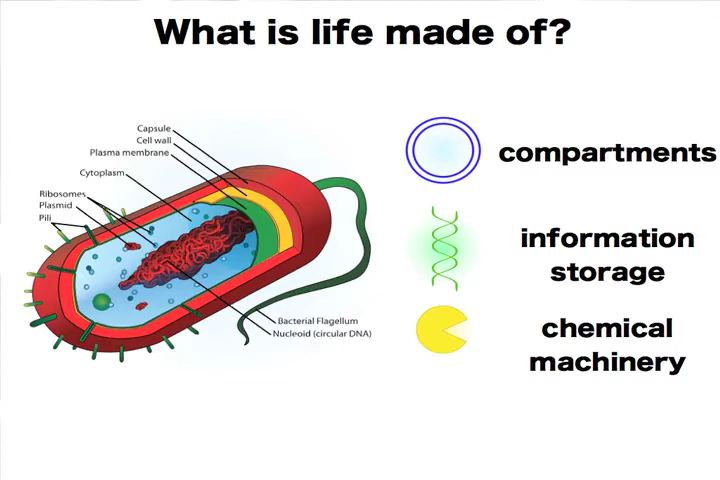 What is life made of?
Capsule
Cell wall
Plasma membrane
Cytoplasm
Ribosomes
Plasmid
Pili
Bacterial Flagellum
Nucleoid (circular DNA)
compartments
information
storage
chemical
machinery